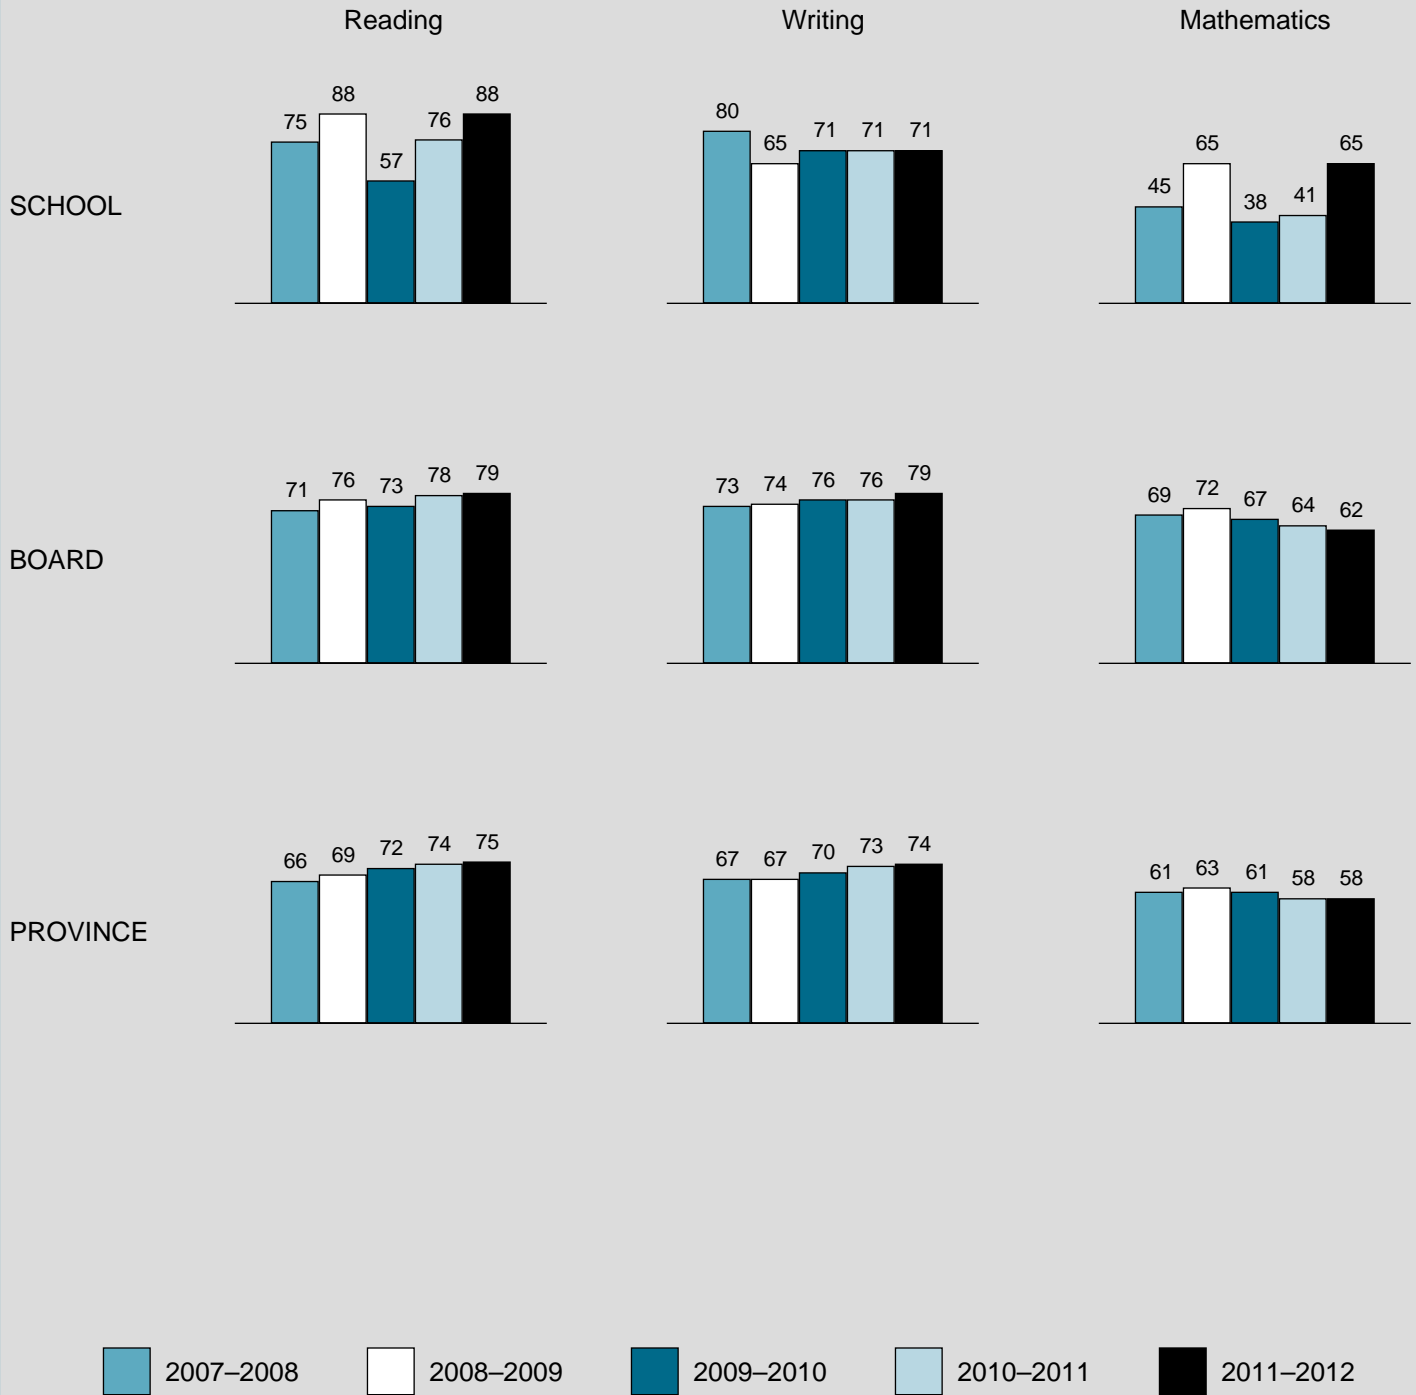 Reading Writing Mathematics
SCHOOL
75 88 57 76 88
80 65 71 71 71
45 65 38 41 65
BOARD
71 76 73 78 79
73 74 76 76 79
69 72 67 64 62
PROVINCE
66 69 72 74 75
67 67 70 73 74
61 63 61 58 58
2007–2008 2008–2009 2009–2010 2010–2011 2011–2012